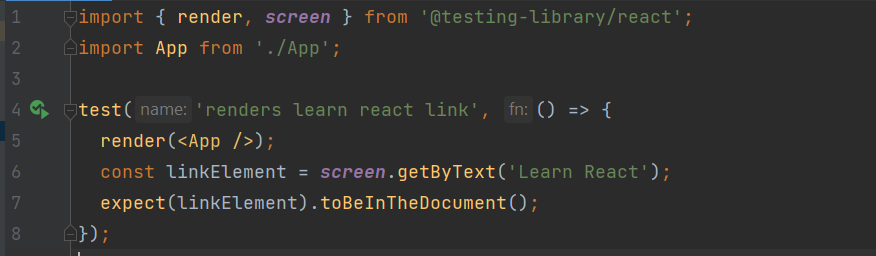 1 import { render, screen } from '@testing-library/react';
2 import App from './App';
3
4 test( name: 'renders learn react link', fn: () => {
5   render(<App />);
6   const linkElement = screen.getByText('Learn React');
7   expect(linkElement).toBeInTheDocument();
8 });